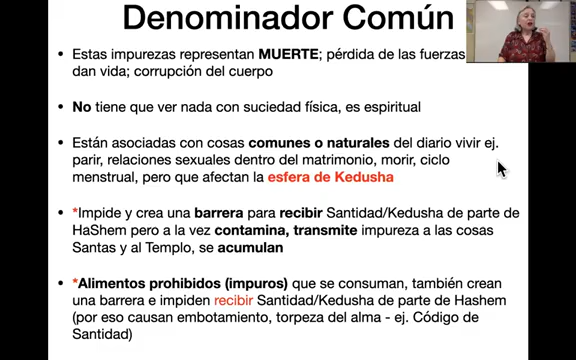 Denominador Común
• Estas impurezas representan MUERTE; pérdida de las fuerzas
dan vida; corrupción del cuerpo
• No tiene que ver nada con suciedad física, es espiritual
• Están asociadas con cosas comunes o naturales del diario vivir ej.
parir, relaciones sexuales dentro del matrimonio, morir, ciclo
menstrual, pero que afectan la esfera de Kedusha
• *Impide y crea una barrera para recibir Santidad/Kedusha de parte de
HaShem pero a la vez contamina, transmite impureza a las cosas
Santas y al Templo, se acumulan
• *Alimentos prohibidos (impuros) que se consuman, también crean
una barrera e impiden recibir Santidad/Kedusha de parte de Hashem
(por eso causan embotamiento, torpeza del alma - ej. Código de
Santidad)